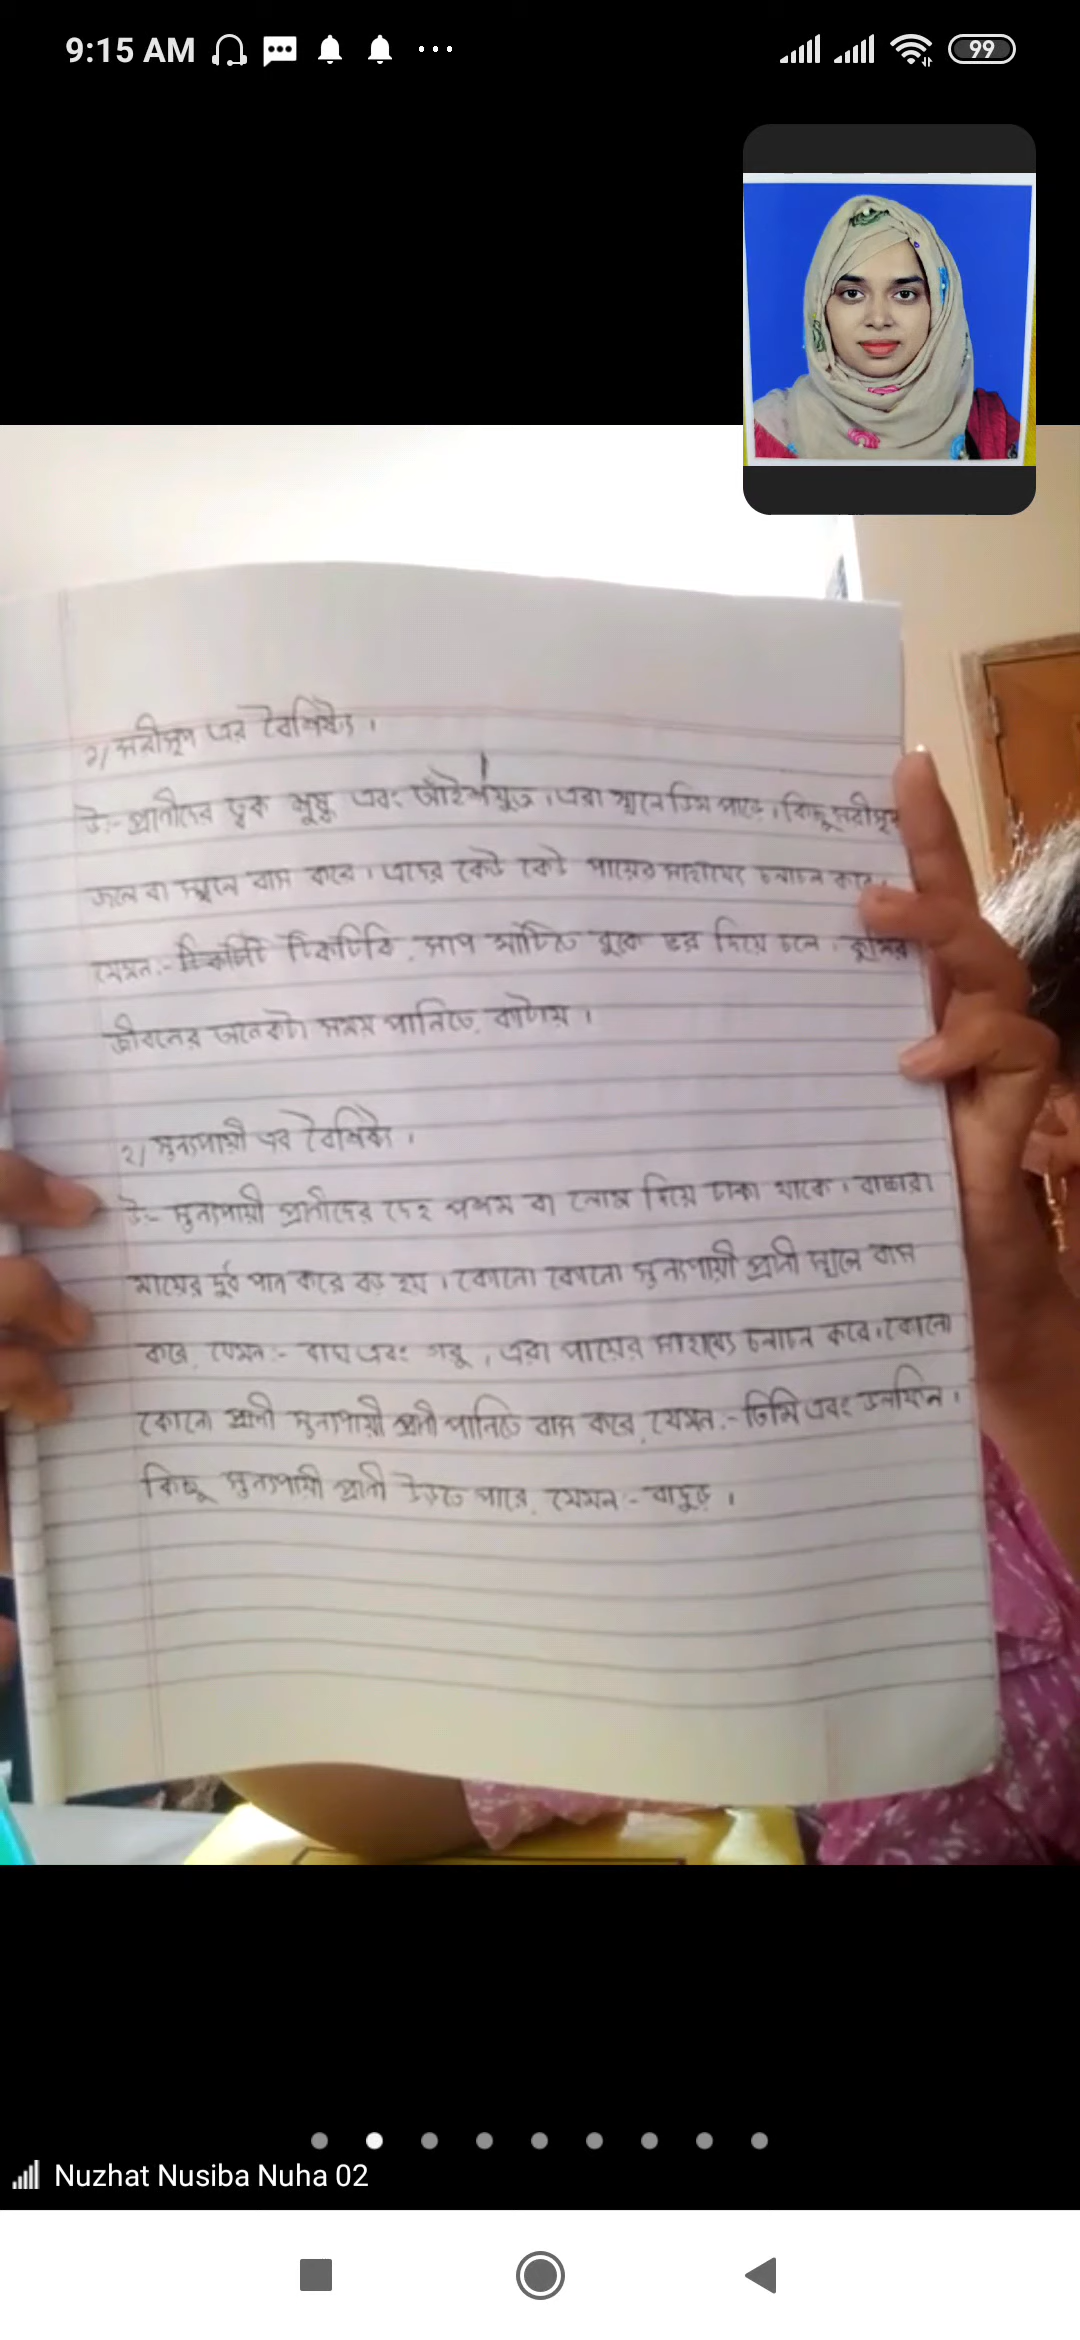 9:15 AM
99
১/ সরীসৃপ এর বৈশিষ্ট্য ।
উ:- প্রাণীদের ত্বক শুষ্ক এবং আঁইশযুক্ত । এরা স্থলে ডিম পাড়ে । কিছু সরীসৃপ
জলে বা স্থলে বাস করে । এদের কেউ কেউ পায়ের সাহায্যে চলাচল করে ।
যেমন:- টিকটিকি, সাপ মাটিতে বুকে ভর দিয়ে চলে । কুমির
জীবনের অনেকটা সময় পানিতে কাটায় ।
২/ স্তন্যপায়ী এর বৈশিষ্ট্য ।
উ:- স্তন্যপায়ী প্রাণীদের দেহ পশম বা লোম দিয়ে ঢাকা থাকে । বাচ্চারা
মায়ের দুধ পান করে বড় হয় । কোনো কোনো স্তন্যপায়ী প্রাণী স্থলে বাস
করে, যেমন:- বাঘ এবং গরু, এরা পায়ের সাহায্যে চলাচল করে । কোনো
কোনো প্রাণী স্তন্যপায়ী প্রাণী পানিতে বাস করে, যেমন:- তিমি এবং ডলফিন ।
কিছু স্তন্যপায়ী প্রাণী উড়তে পারে, যেমন:- বাদুড় ।
Nuzhat Nusiba Nuha 02